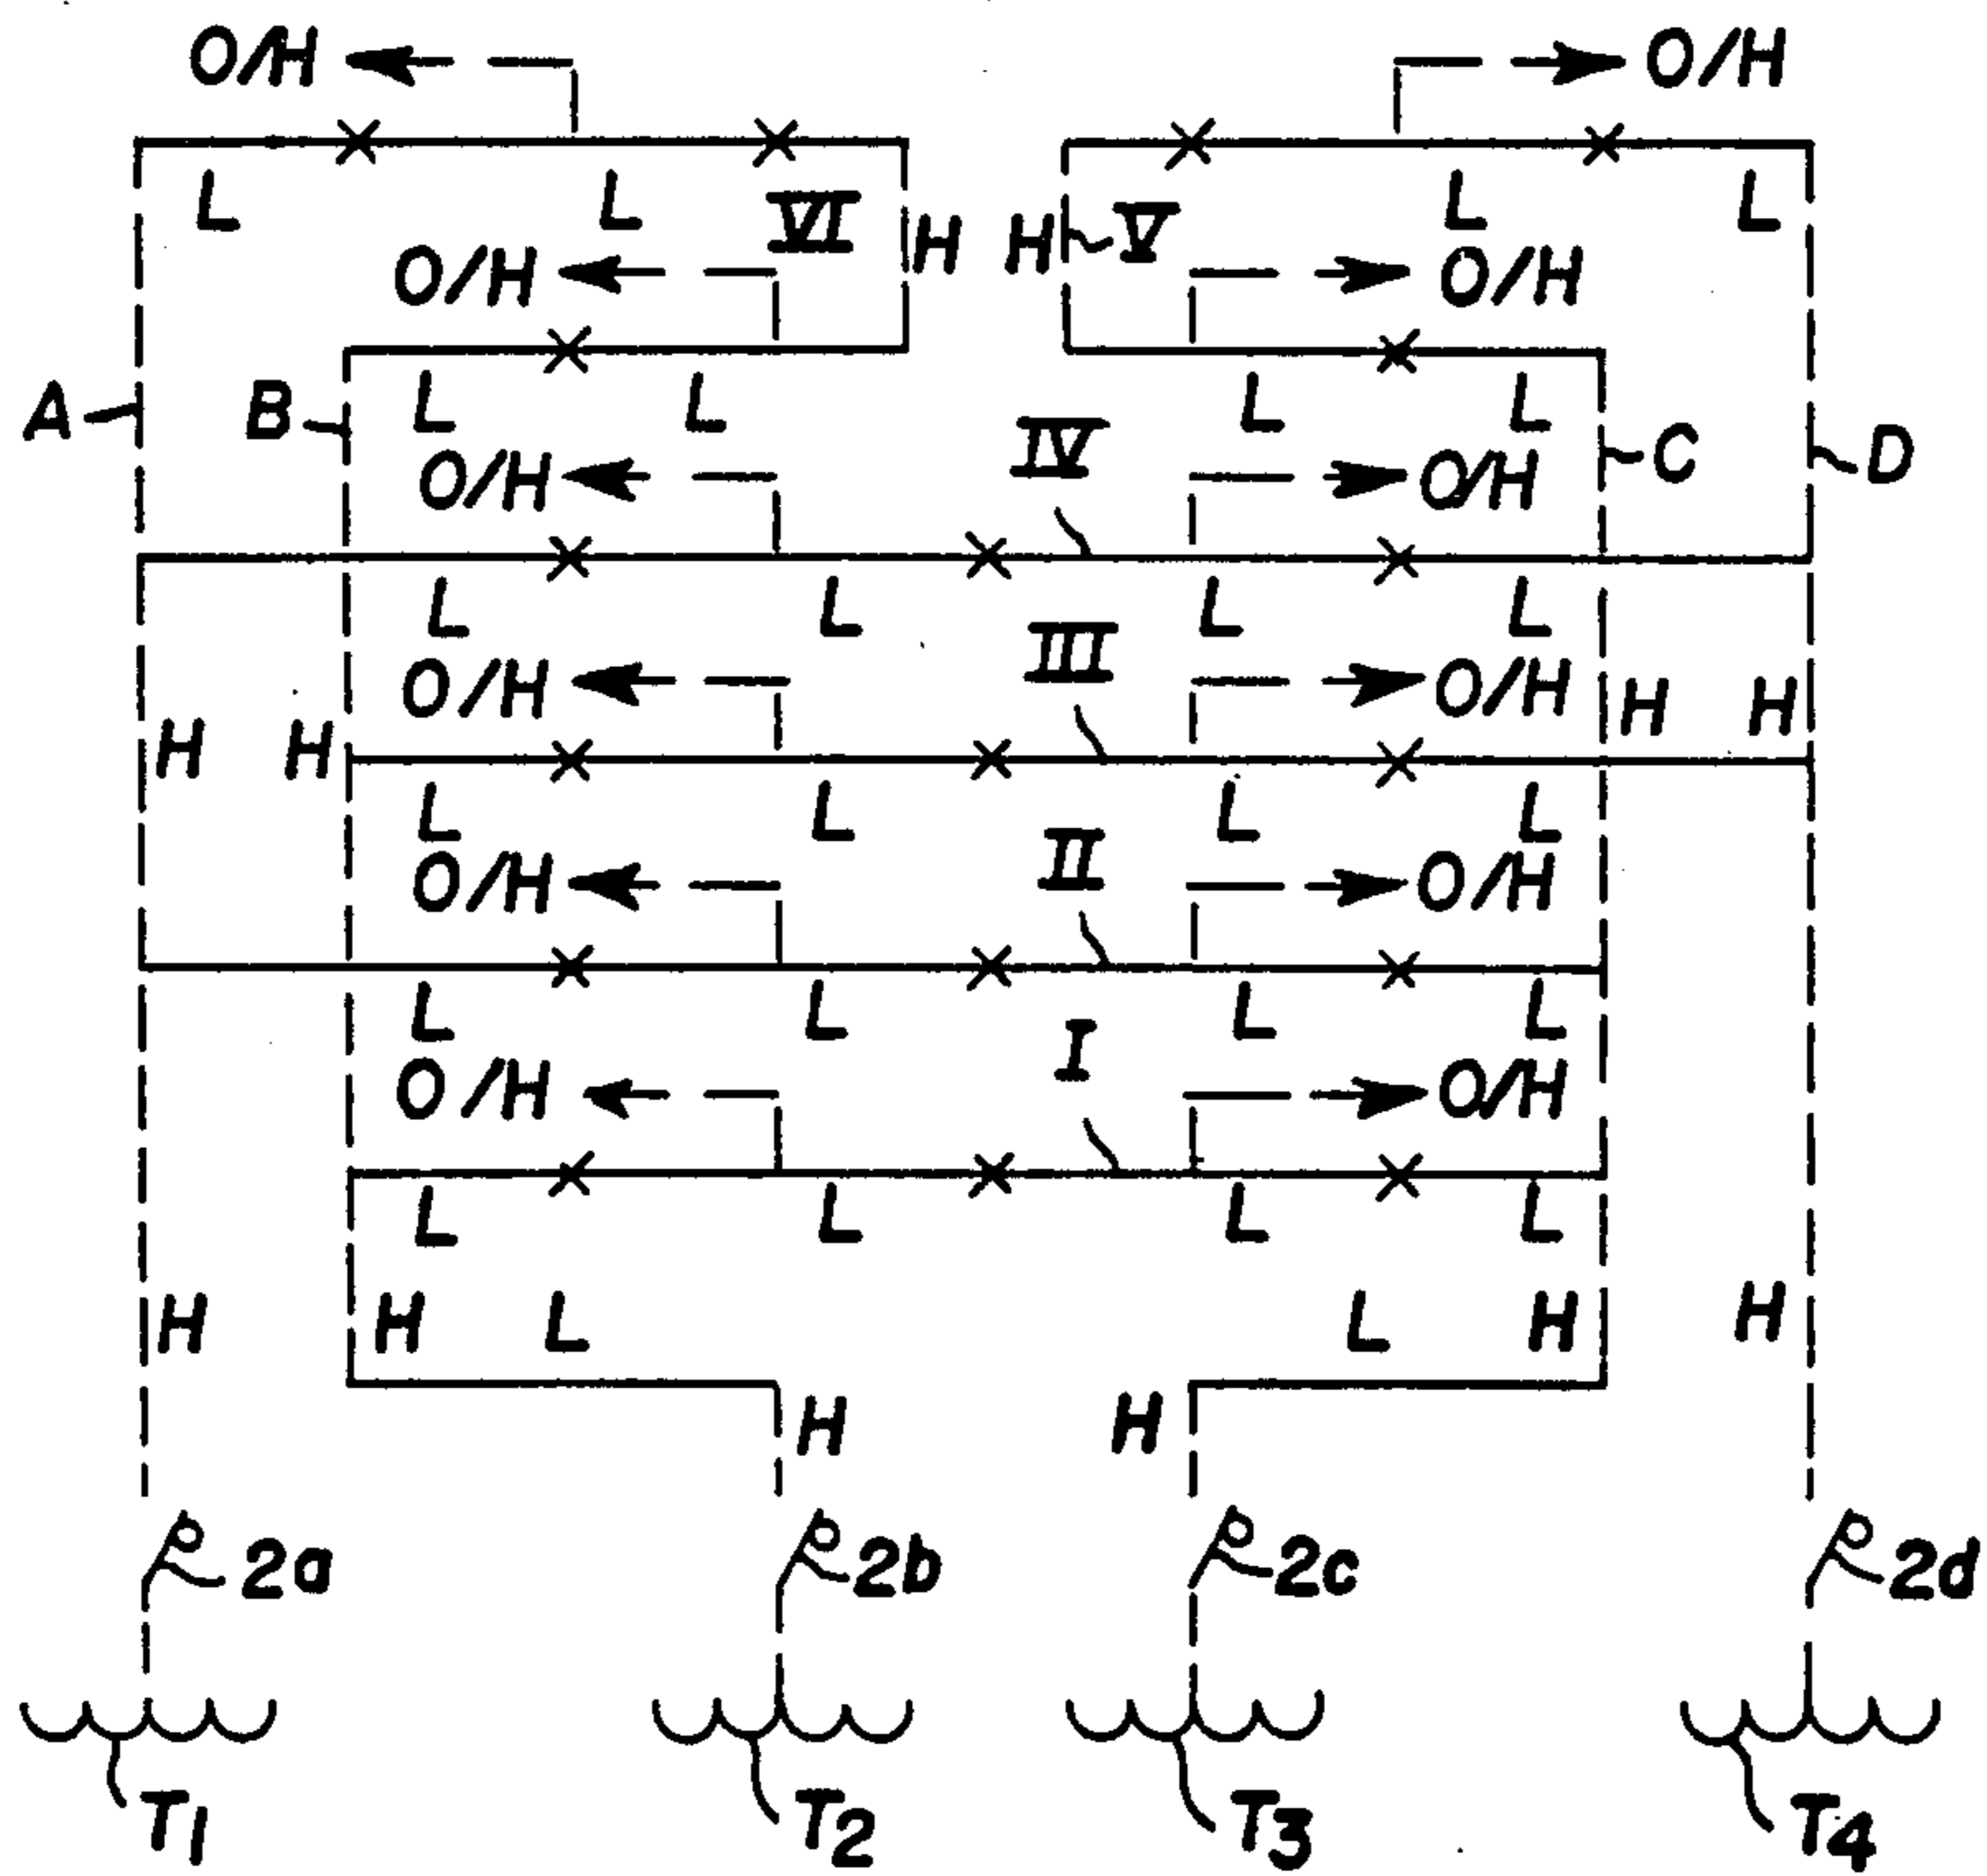 O/H O/H
L L VI H H V L L
O/H O/H
A B L L IV L L C D
O/H O/H
L L III L L
O/H O/H
H H H H
L L II L L
O/H O/H
L L I L L
O/H O/H
L L L L
H H L L H H
H H
2a 2b 2c 2d
T1 T2 T3 T4